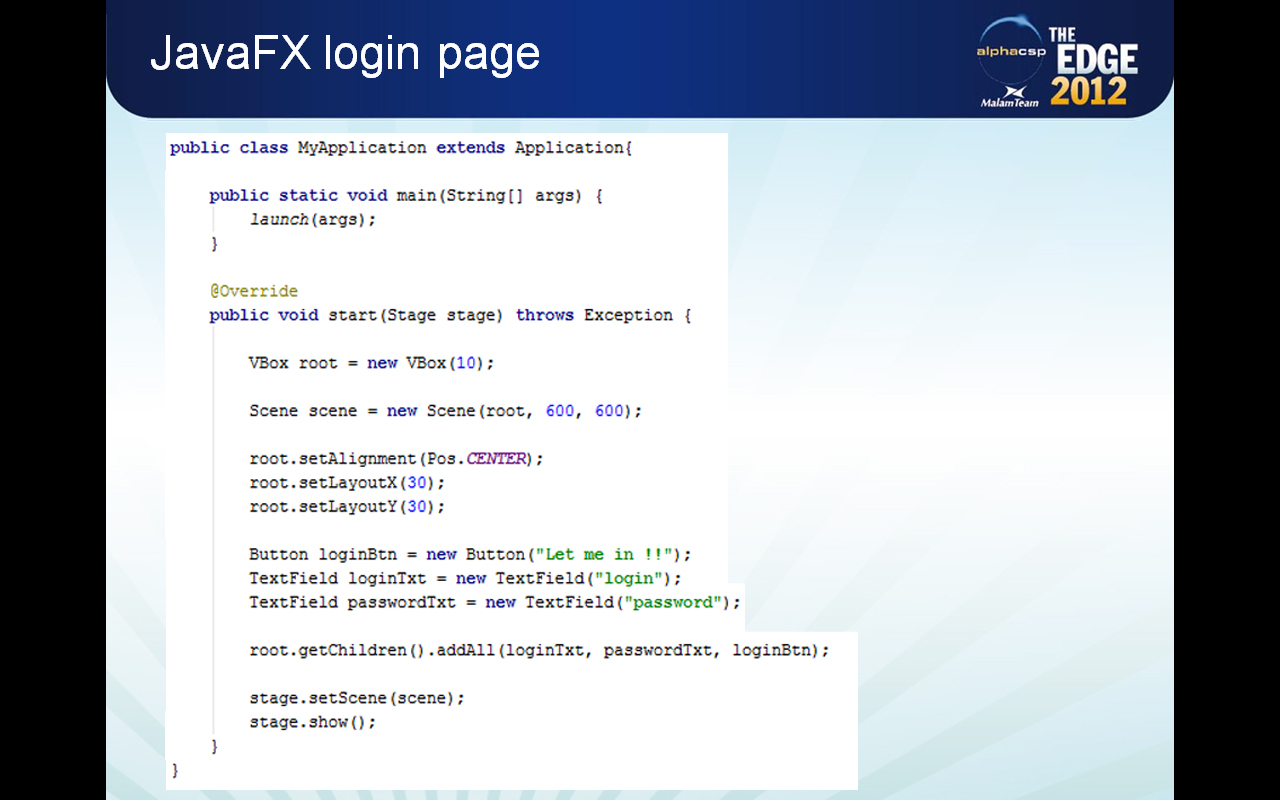 JavaFX login page
alphacsp
MalamTeam
THE
EDGE
2012
public class MyApplication extends Application{
public static void main(String[] args) {
launch(args);
}
@Override
public void start(Stage stage) throws Exception {
VBox root = new VBox(10);
Scene scene = new Scene(root, 600, 600);
root.setAlignment(Pos.CENTER);
root.setLayoutX(30);
root.setLayoutY(30);
Button loginBtn = new Button("Let me in !!");
TextField loginTxt = new TextField("login");
TextField passwordTxt = new TextField("password");
root.getChildren().addAll(loginTxt, passwordTxt, loginBtn);
stage.setScene(scene);
stage.show();
}
}